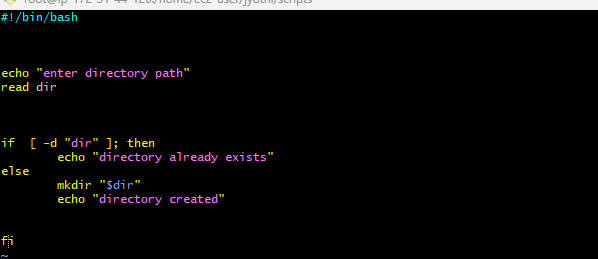 #!/bin/bash
echo "enter directory path"
read dir
if  [ -d "dir" ]; then
        echo "directory already exists"
else
        mkdir "$dir"
        echo "directory created"
fi
~